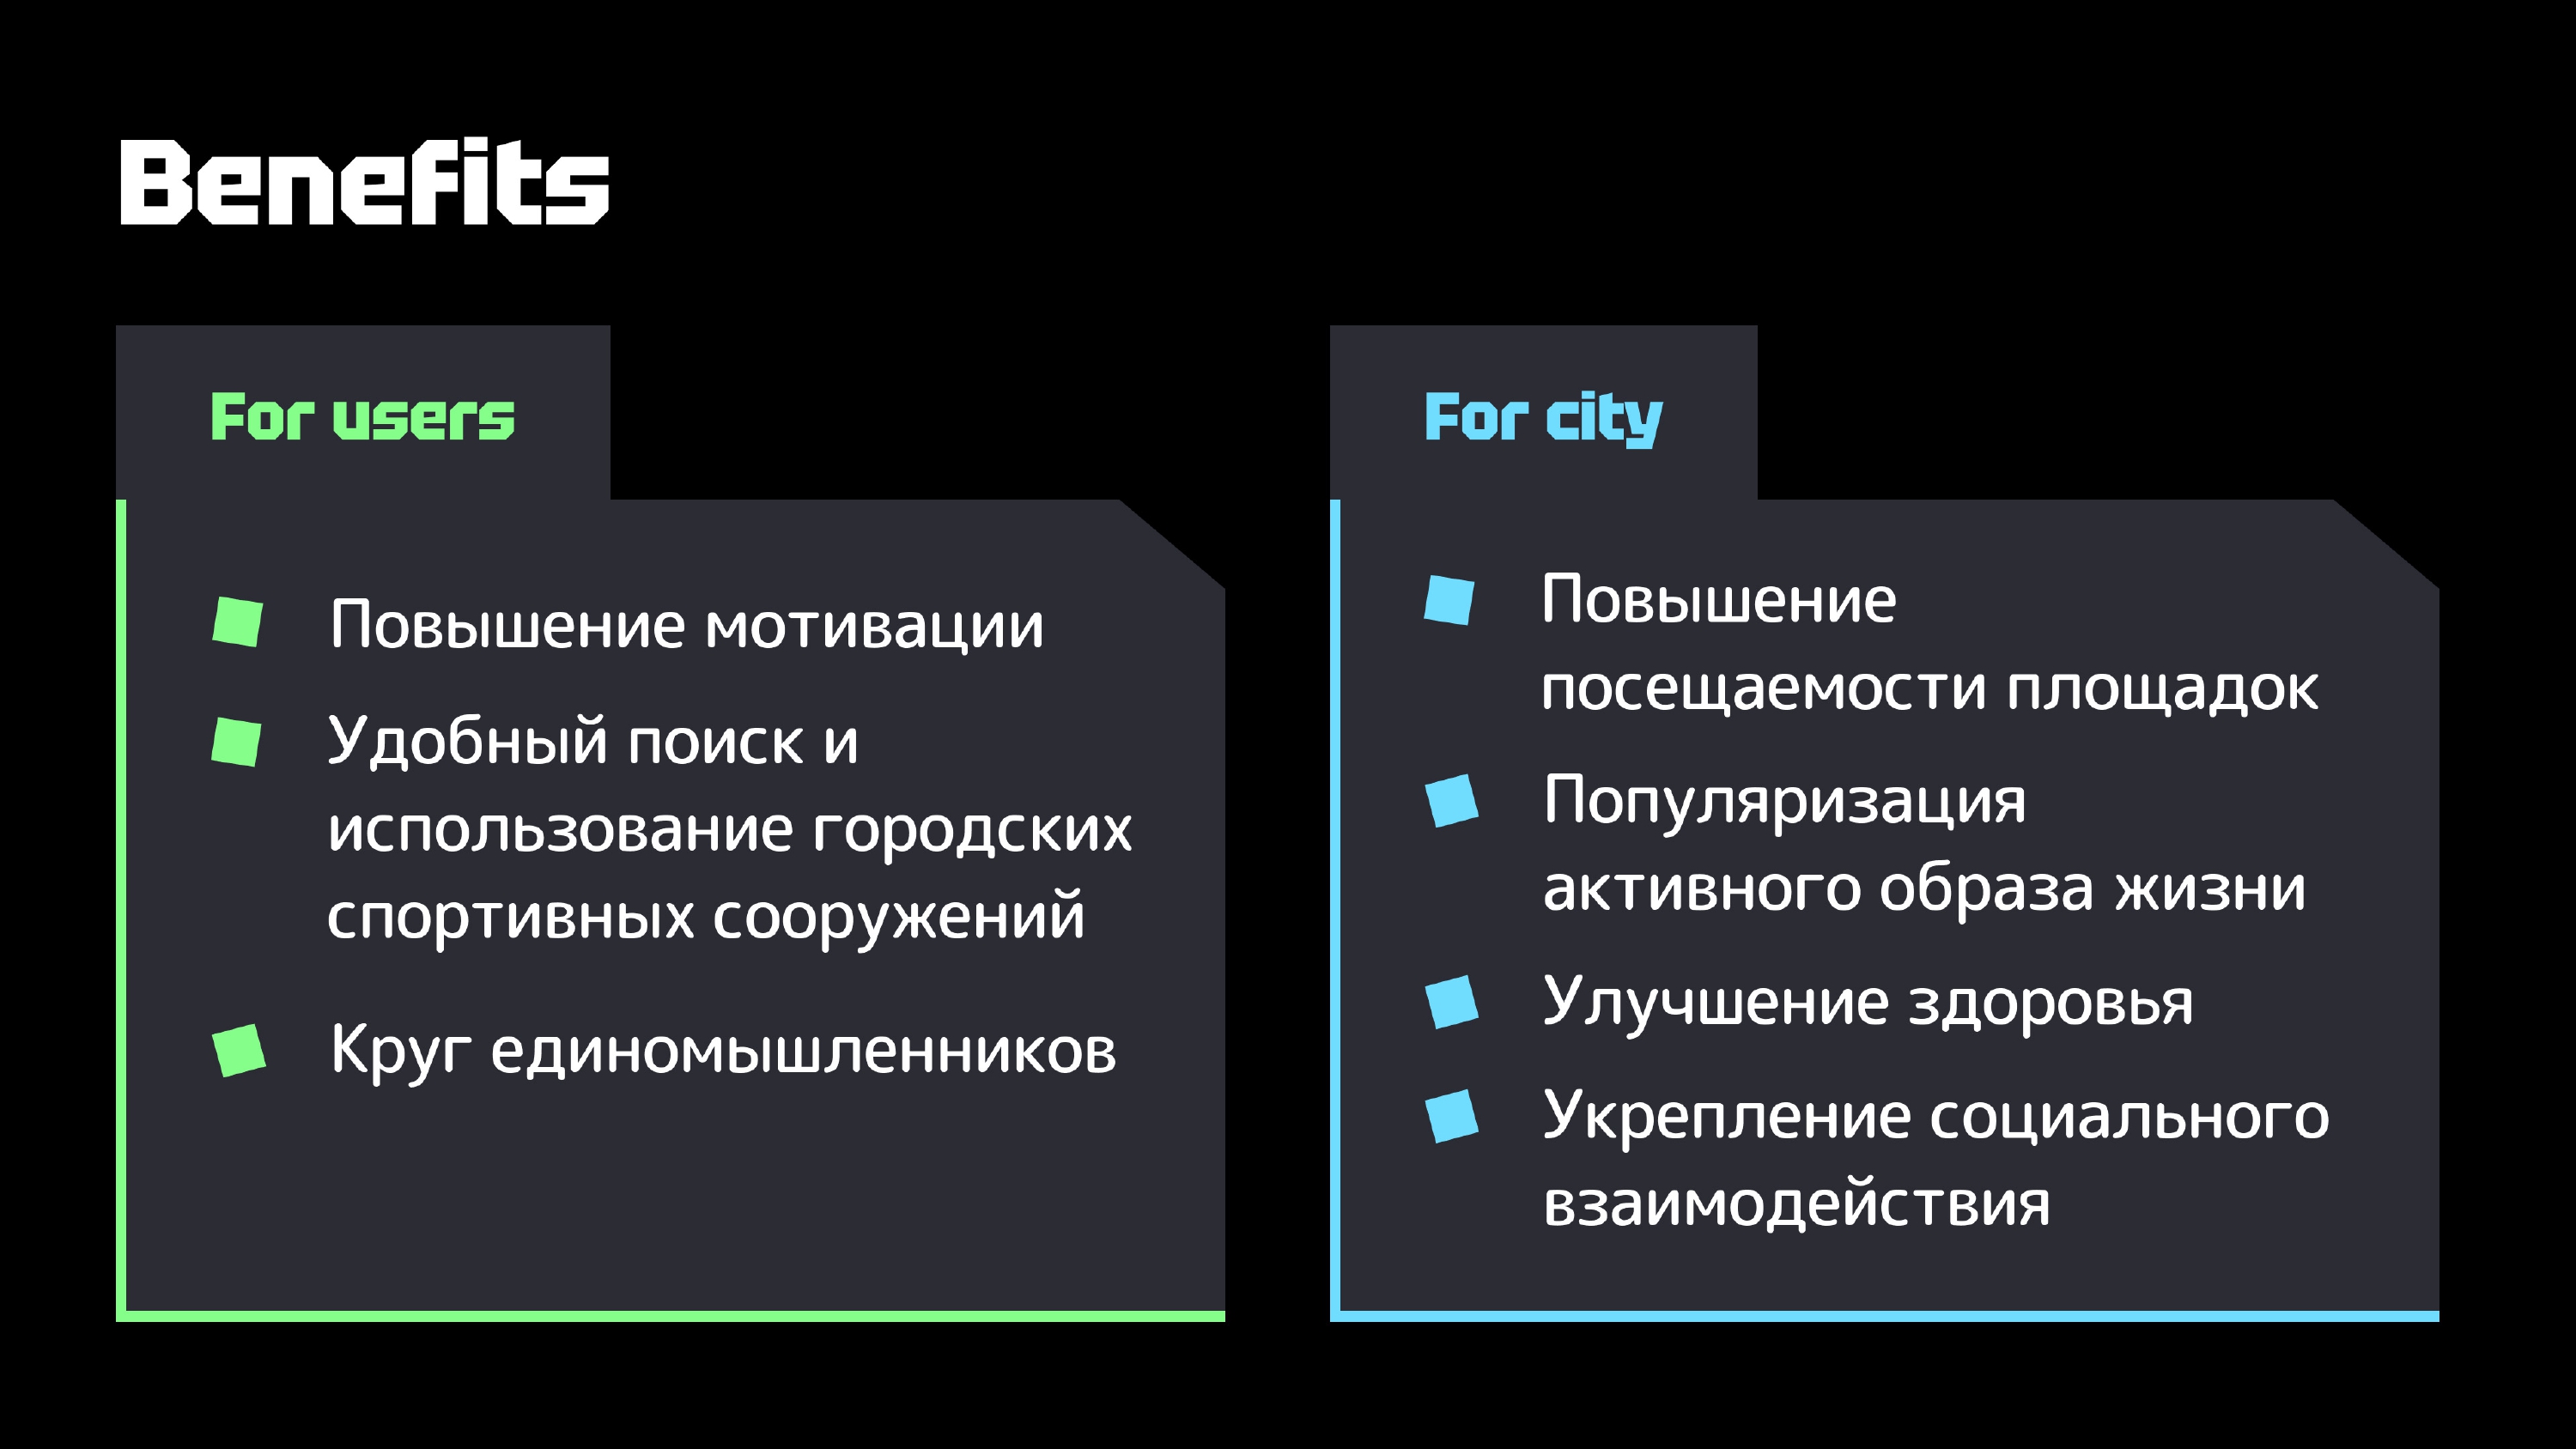 Benefits
For users
Повышение мотивации
Удобный поиск и
использование городских
спортивных сооружений
Круг единомышленников
For city
Повышение
посещаемости площадок
Популяризация
активного образа жизни
Улучшение здоровья
Укрепление социального
взаимодействия